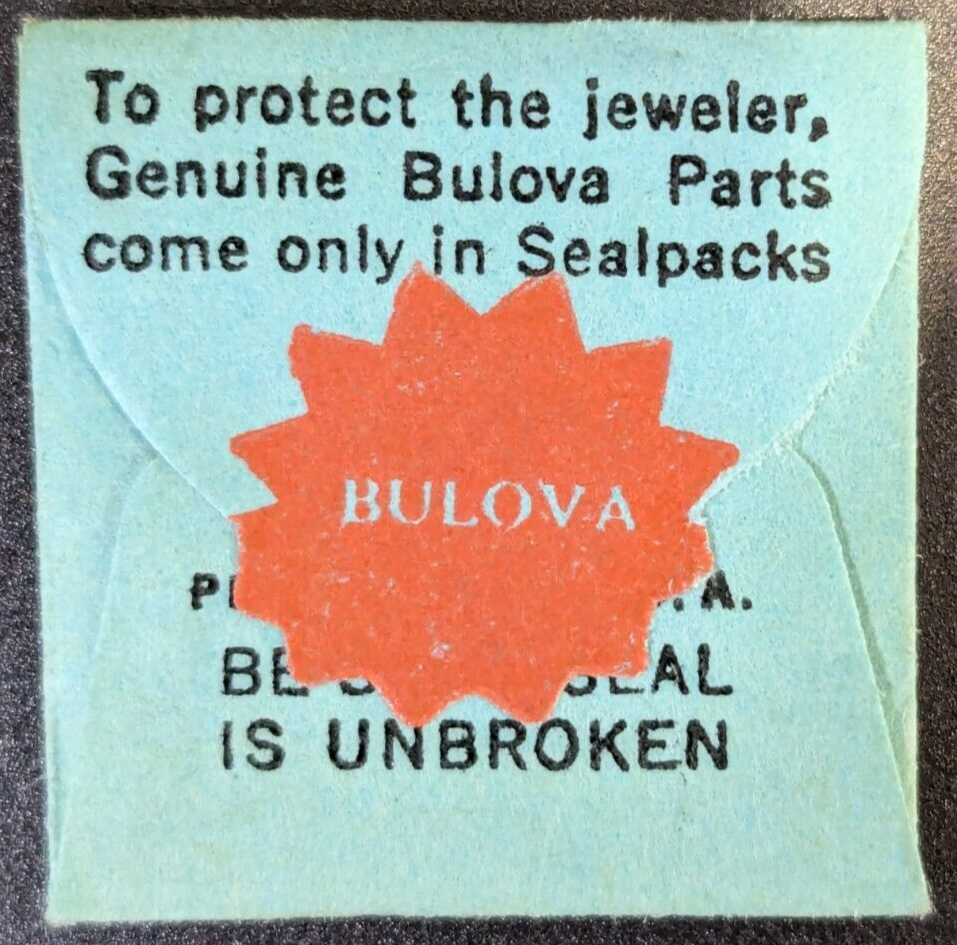 To protect the jeweler,
Genuine Bulova Parts
come only in Sealpacks
BULOVA
IS UNBROKEN